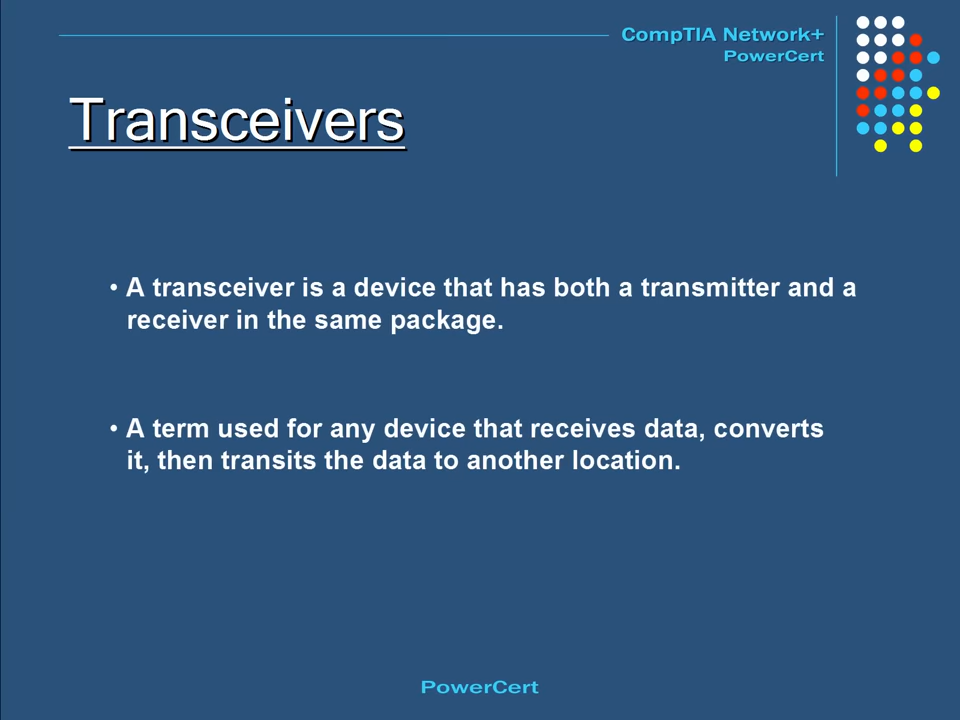 CompTIA Network+
PowerCert
Transceivers
• A transceiver is a device that has both a transmitter and a
receiver in the same package.
• A term used for any device that receives data, converts
it, then transits the data to another location.
PowerCert